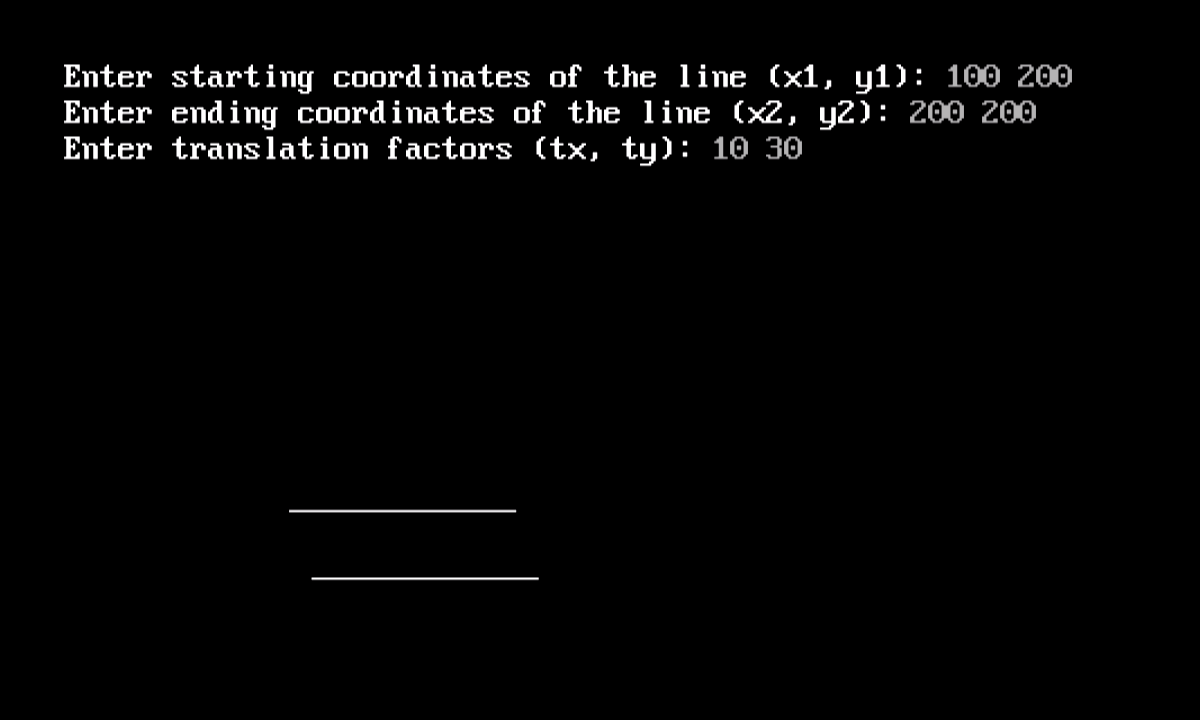 Enter starting coordinates of the line (x1, y1): 100 200
Enter ending coordinates of the line (x2, y2): 200 200
Enter translation factors (tx, ty): 10 30